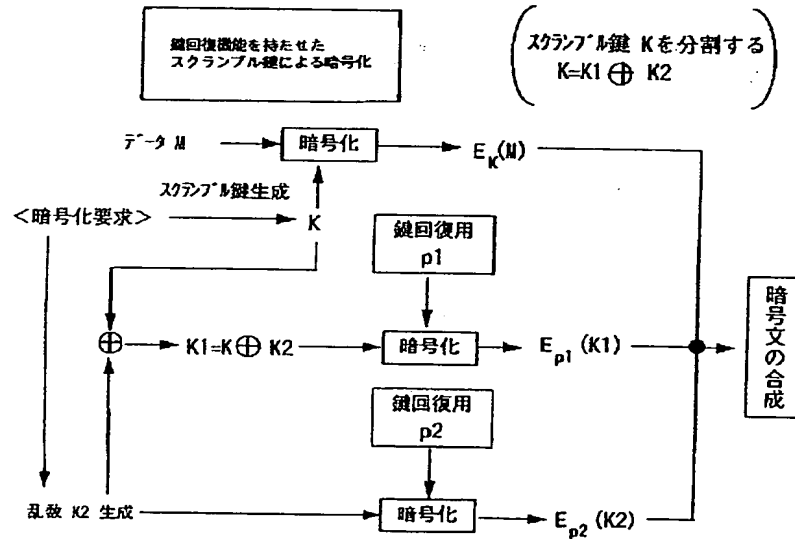 鍵回復機能を持たせた
スクランブル鍵による暗号化
スクランブル鍵 Kを分割する
K=K1 ⊕ K2
データ M
暗号化
E_K(M)
スクランブル鍵生成
<暗号化要求>
K
鍵回復用
p1
⊕
K1=K⊕ K2
暗号化
E_p1 (K1)
暗号文の合成
鍵回復用
p2
乱数 K2 生成
暗号化
E_p2 (K2)